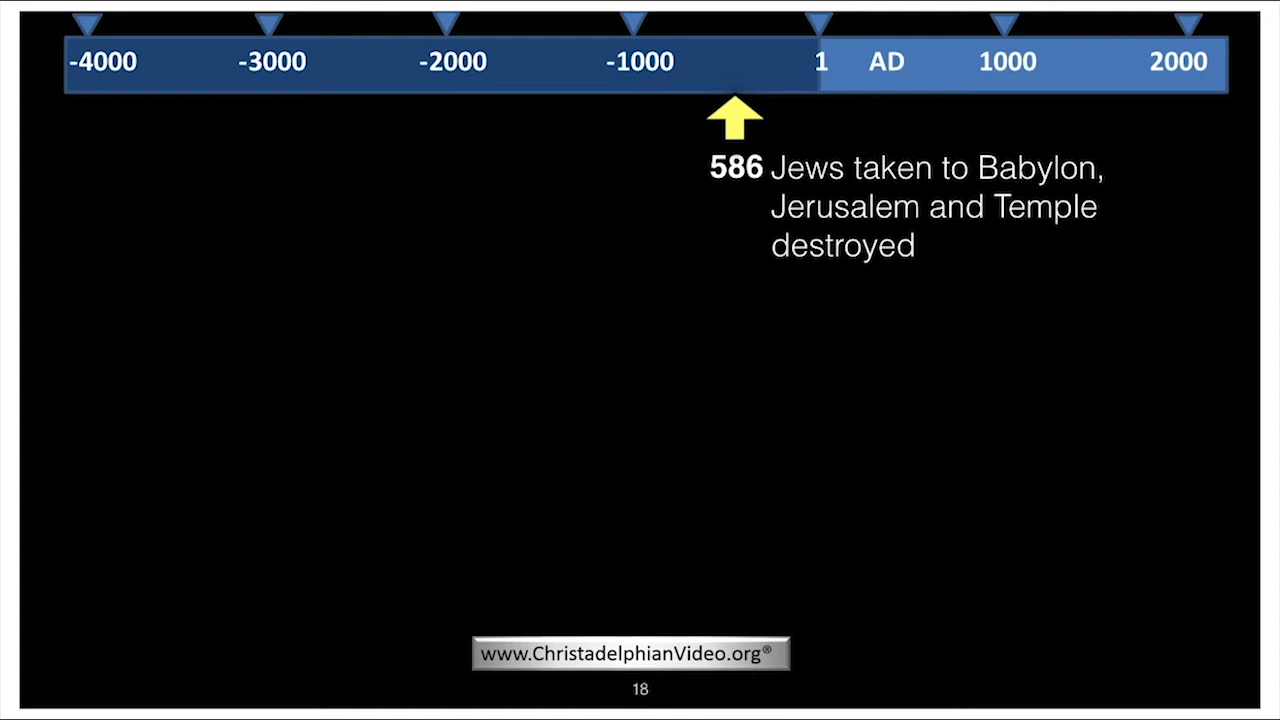 -4000 -3000 -2000 -1000 1 AD 1000 2000
586 Jews taken to Babylon,
Jerusalem and Temple
destroyed
www.ChristadelphianVideo.org®
18